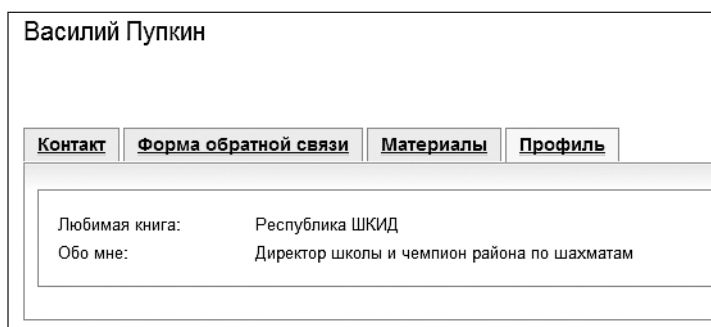 Василий Пупкин
Контакт Форма обратной связи Материалы Профиль
Любимая книга: Республика ШКИД
Обо мне: Директор школы и чемпион района по шахматам